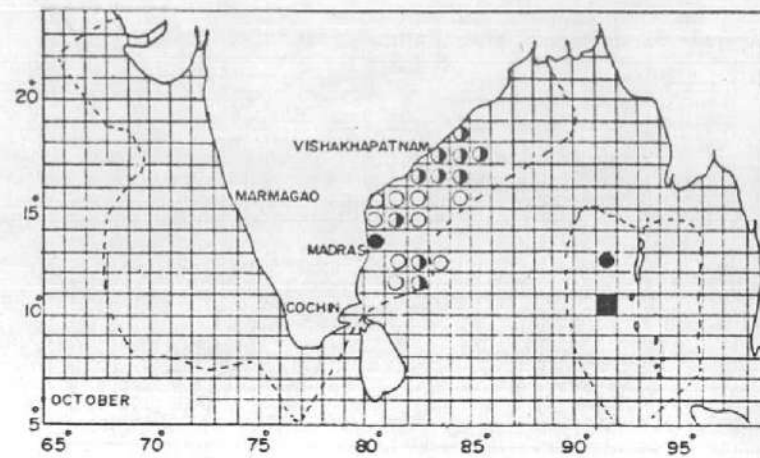 20°
VISHAKHAPATNAM
MARMAGAO
15°
MADRAS
COCHIN
10°
OCTOBER
5°
65° 70° 75° 80° 85° 90° 95°